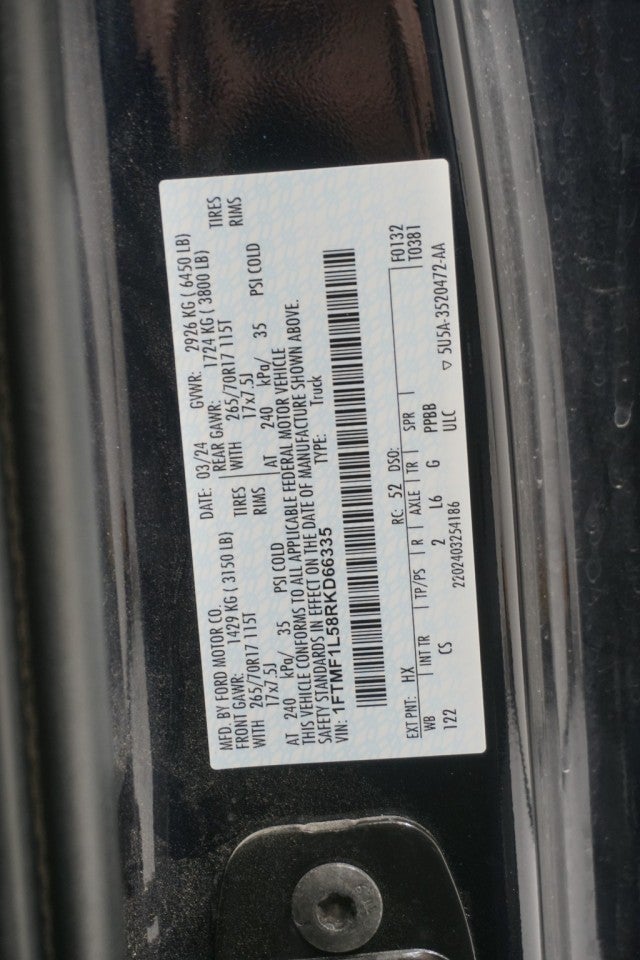 MFD. BY FORD MOTOR CO.
DATE: 03/24 GVWR: 2926 KG ( 6450 LB)
FRONT GAWR: 1429 KG ( 3150 LB) REAR GAWR: 1724 KG ( 3800 LB)
WITH 265/70R17 115T TIRES WITH 265/70R17 115T TIRES
17x7.5J RIMS 17x7.5J RIMS
AT 240 kPa/ 35 PSI COLD AT 240 kPa/ 35 PSI COLD
THIS VEHICLE CONFORMS TO ALL APPLICABLE FEDERAL MOTOR VEHICLE
SAFETY STANDARDS IN EFFECT ON THE DATE OF MANUFACTURE SHOWN ABOVE.
VIN: 1FTMF1L58RKD66335 TYPE: Truck
EXT PNT: HX RC: 52 DSO: F0132
WB INT TR TP/PS R AXLE TR SPR T0381
122 CS 2 L6 G PPBB
2202403254186 ULC ▽ 5U5A-3520472-AA